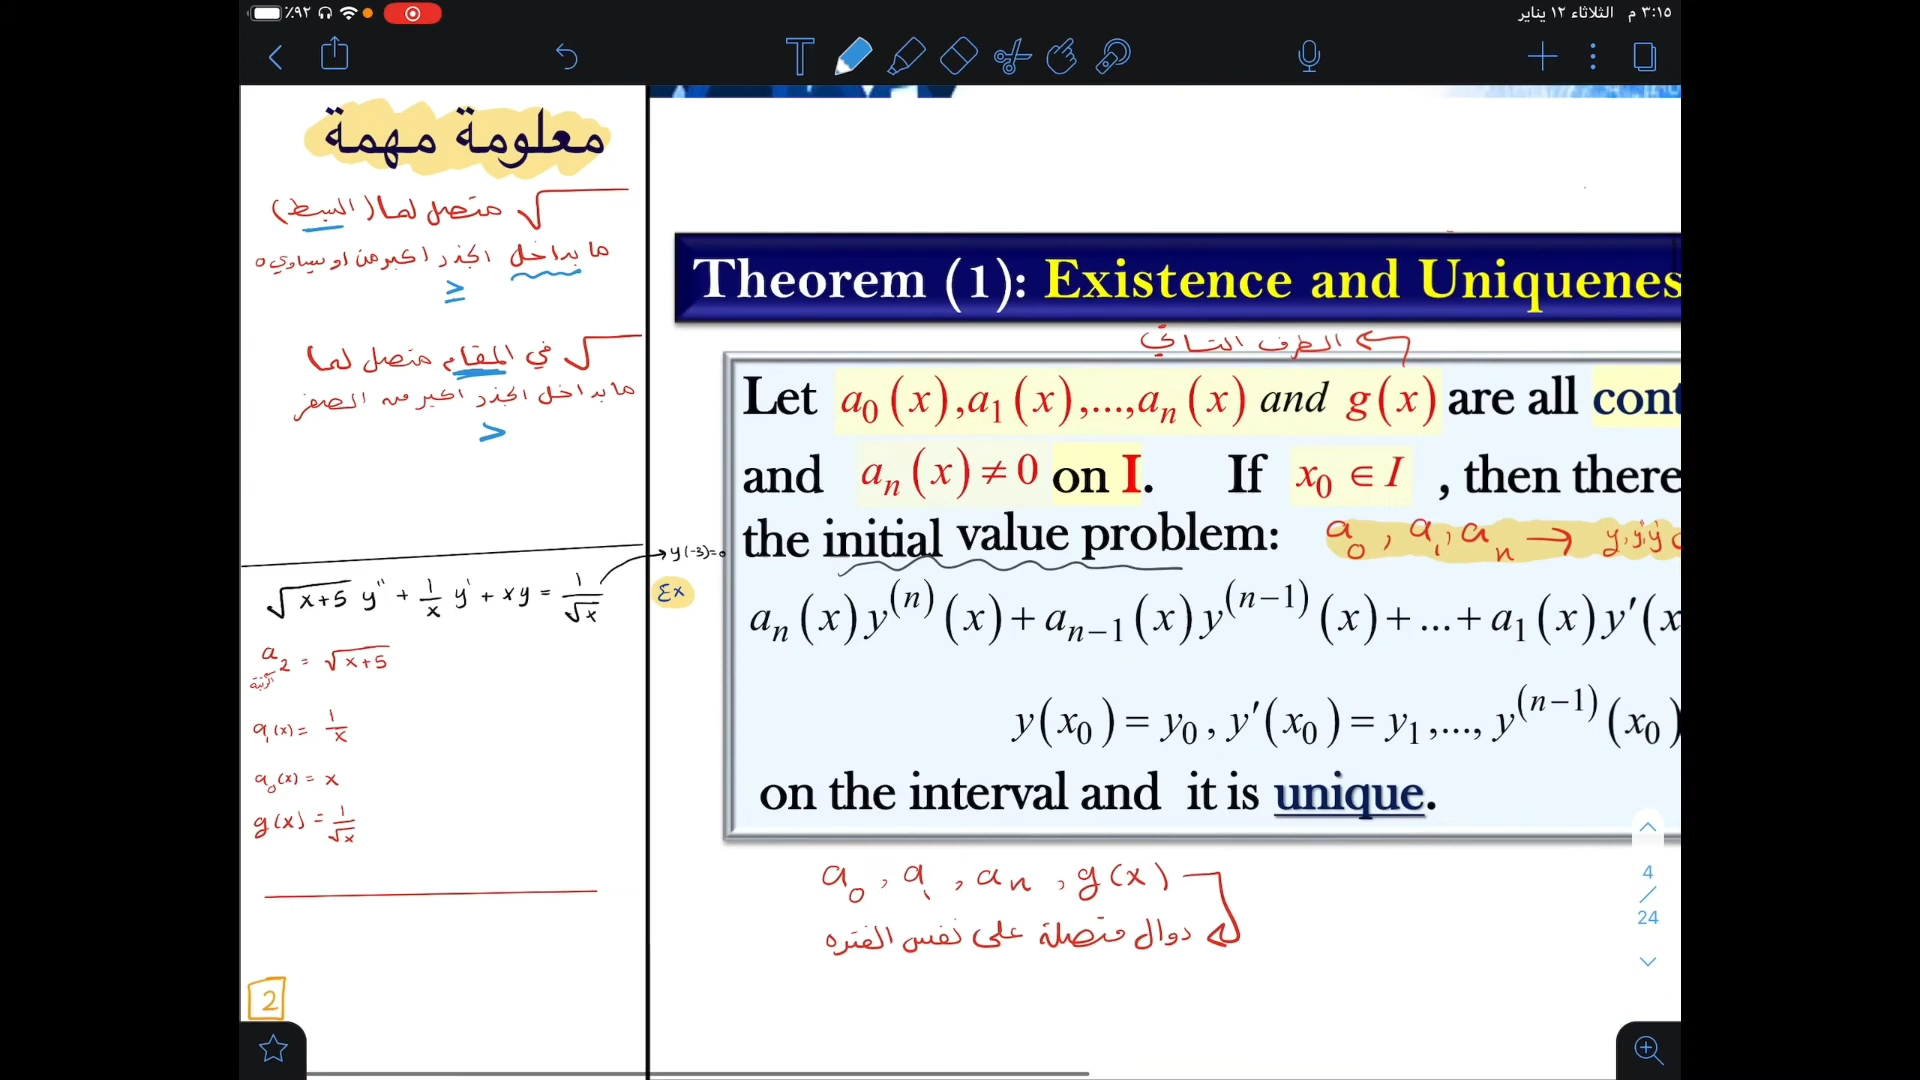 ٣:١٥ م الثلاثاء ١٢ يناير
٪٩٢
معلومة مهمة
√ متصل لما (البسط)
ما بداخل الجذر اكبر من او يساوي ٥
≥
√ في المقام متصل لما
ما بداخل الجذر اكبر من الصفر
>
√x+5 y" + 1/x y' + xy = 1/√x
→ y(-3)=0
Ex
a2 = √x+5
الرتبة
a1(x) = 1/x
a0(x) = x
g(x) = 1/√x
2
Theorem (1): Existence and Uniquenes
الطرف الثاني
Let a0(x), a1(x),..., an(x) and g(x) are all cont
and an(x) ≠ 0 on I. If x0 ∈ I , then there
the initial value problem: a0 , a1, an → y, y', y"
an(x)y^(n)(x) + an−1(x)y^(n−1)(x) + ... + a1(x)y′(x
y(x0) = y0 , y′(x0) = y1 ,..., y^(n−1)(x0)
on the interval and it is unique.
a0 , a1 , an , g(x)
دوال متصلة على نفس الفتره
4
/
24